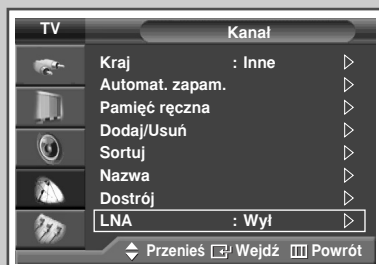 TV
Kanał
Kraj : Inne
Automat. zapam.
Pamięć ręczna
Dodaj/Usuń
Sortuj
Nazwa
Dostrój
LNA : Wył
Przenieś Wejdź Powrót